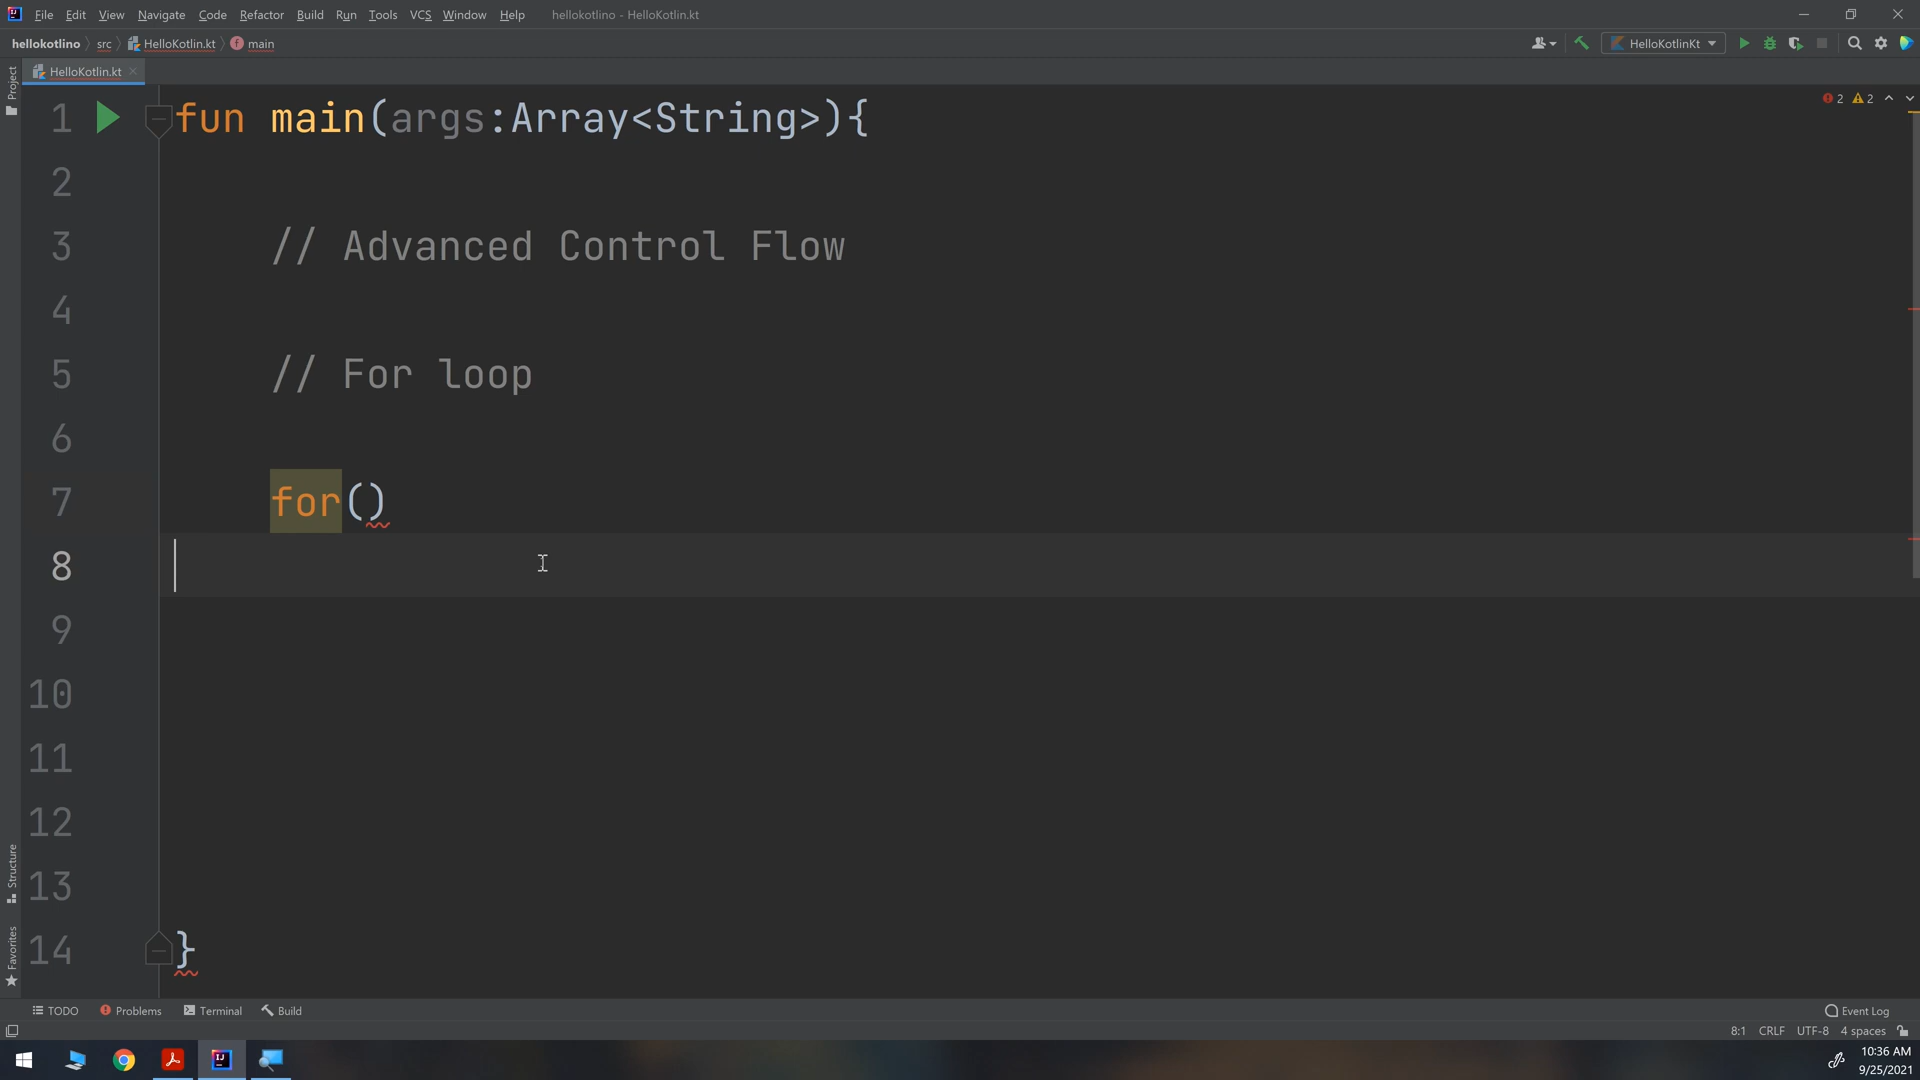 File Edit View Navigate Code Refactor Build Run Tools VCS Window Help hellokotlino - HelloKotlin.kt
hellokotlino src HelloKotlin.kt main HelloKotlinKt
Project HelloKotlin.kt
2 2
1 fun main(args:Array<String>){
2
3 // Advanced Control Flow
4
5 // For loop
6
7 for()
8
9
10
11
12
13
14 }
Structure
Favorites
TODO Problems Terminal Build Event Log
8:1 CRLF UTF-8 4 spaces
10:36 AM
9/25/2021